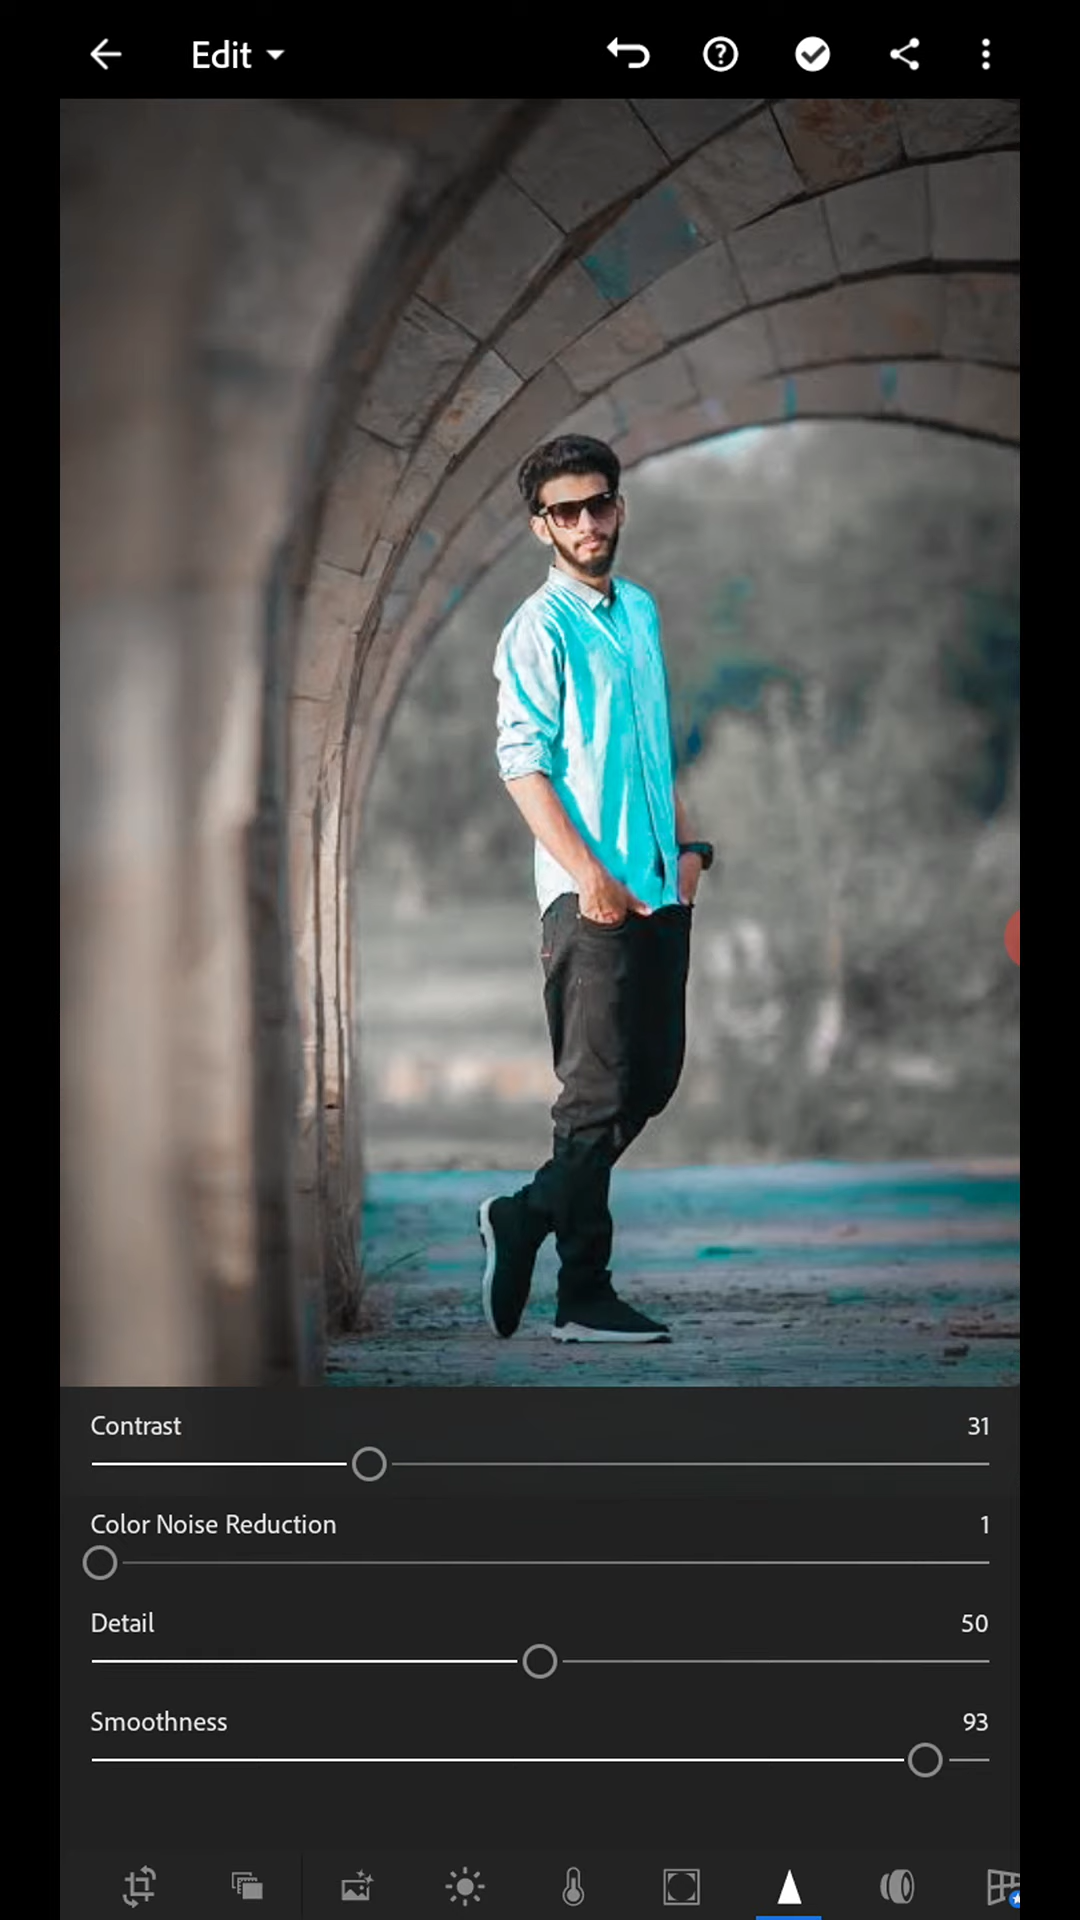 Edit
Contrast 31
Color Noise Reduction 1
Detail 50
Smoothness 93